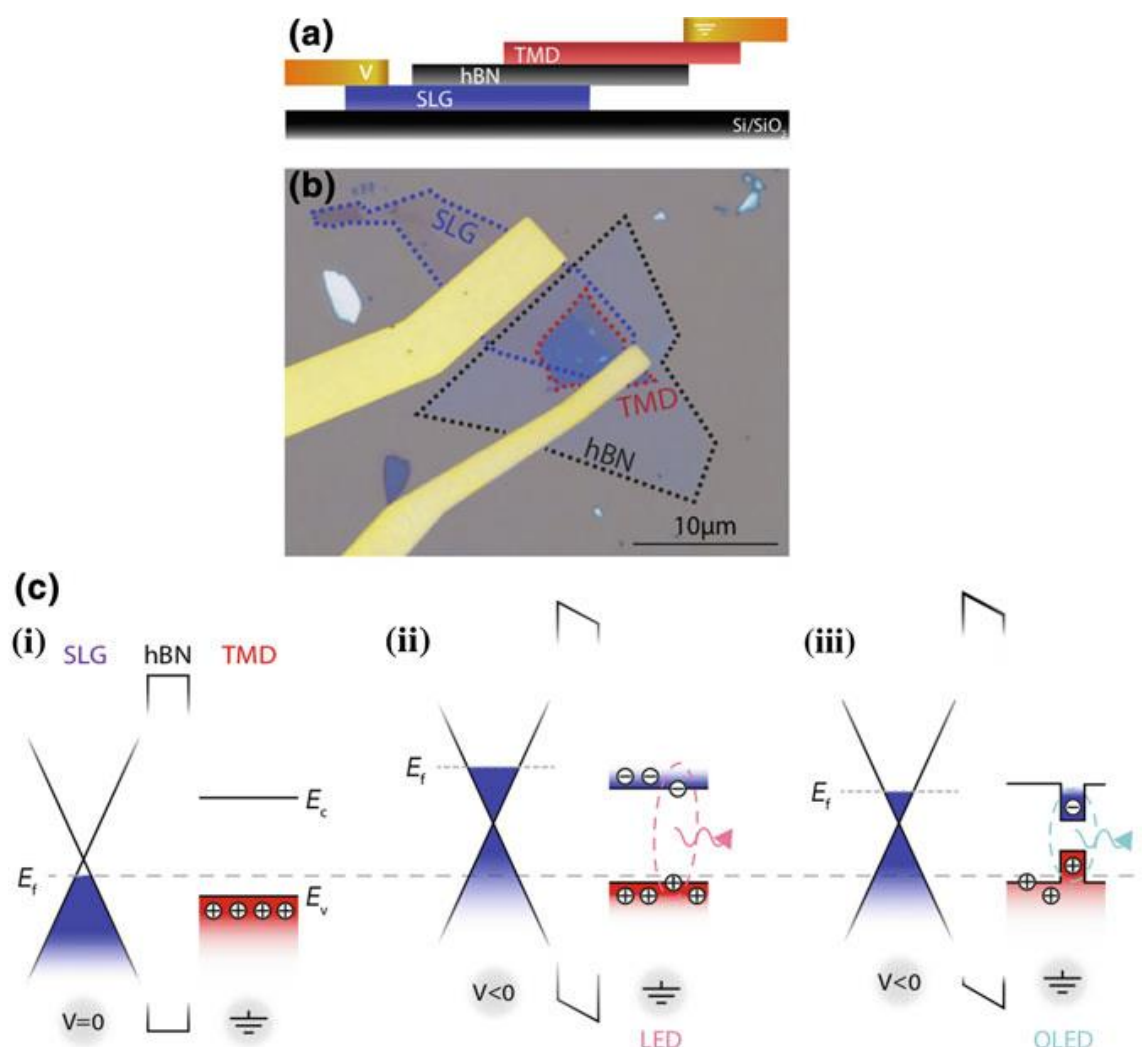 (a)
TMD
V
hBN
SLG
Si/SiO2
(b)
SLG
TMD
hBN
10μm
(c)
(i) SLG hBN TMD
(ii)
(iii)
Ef
Ec
Ef
Ev
V=0
Ef
V<0
LED
Ef
V<0
QLED